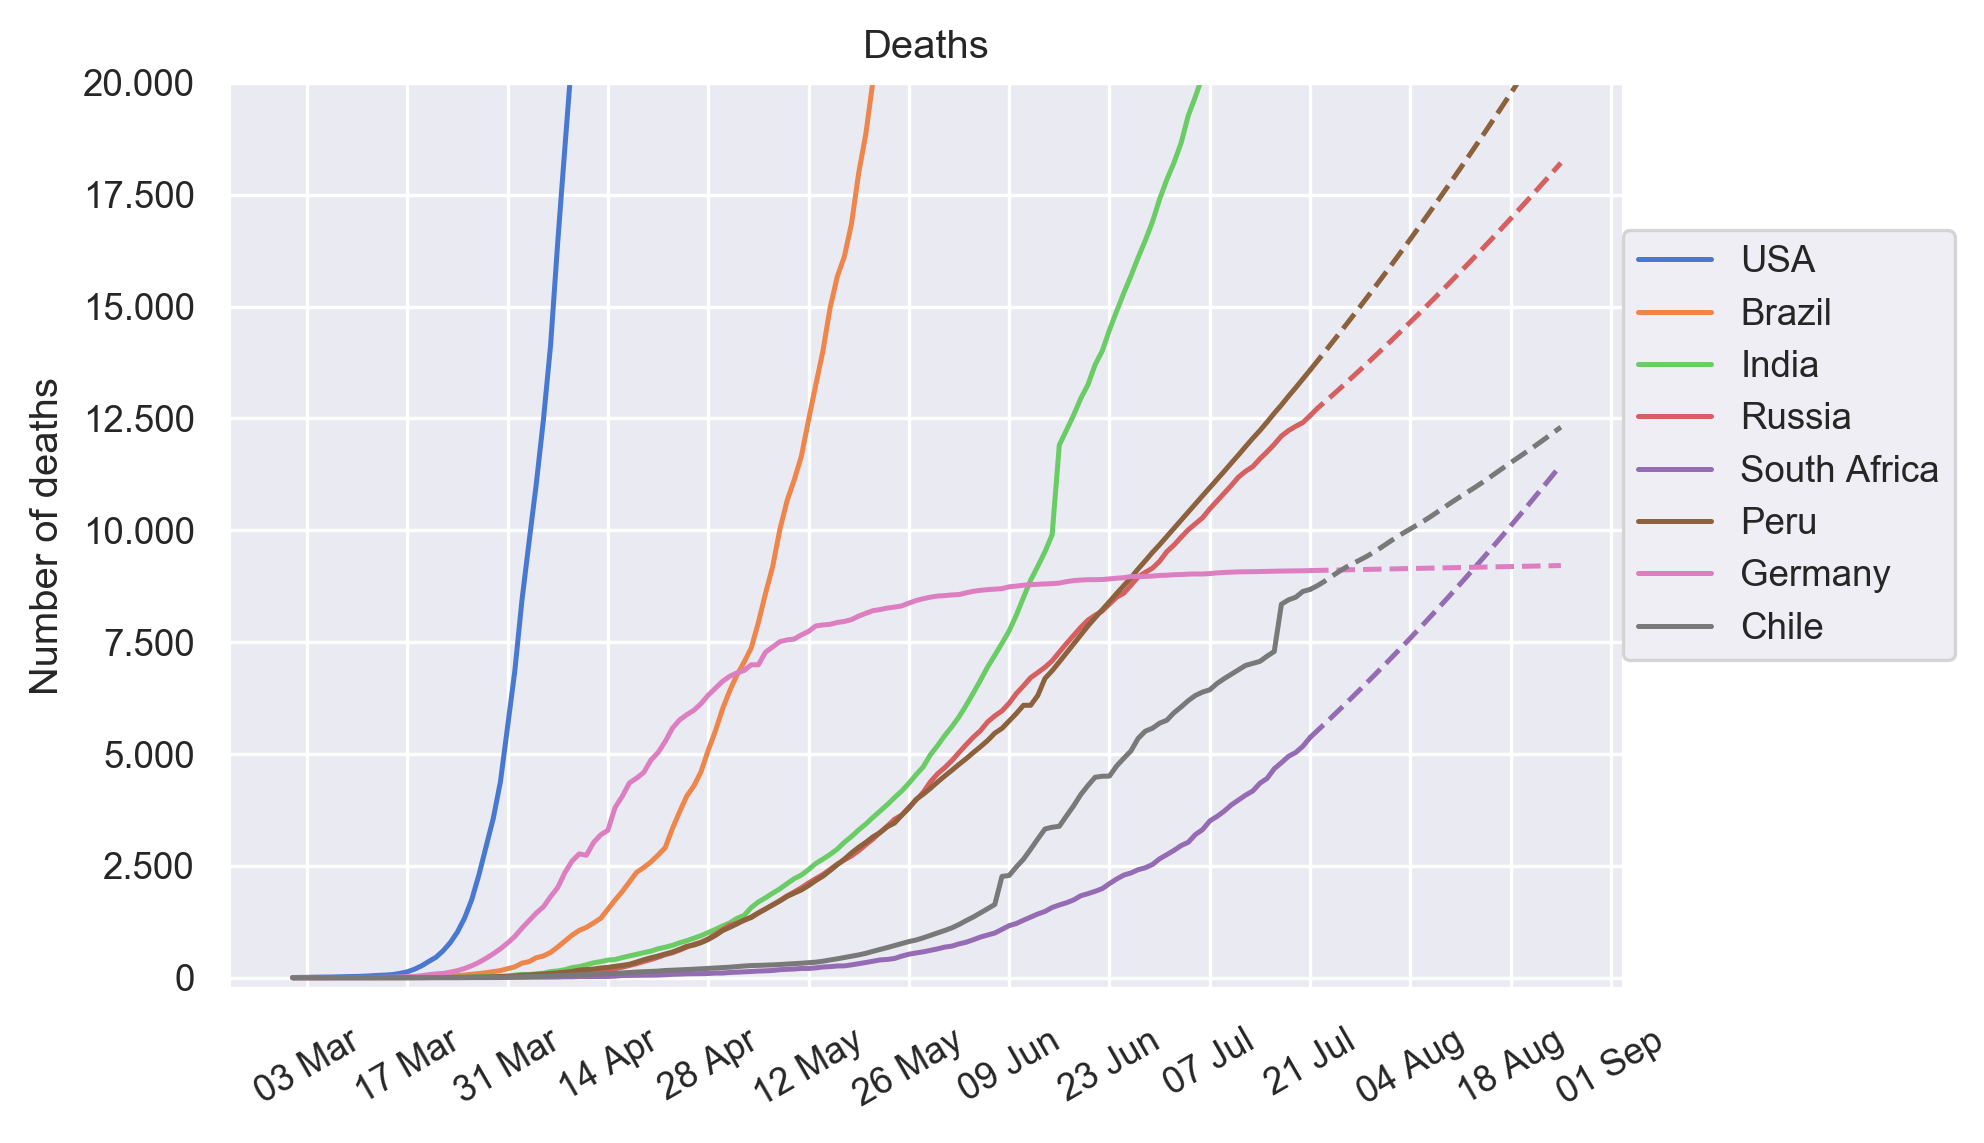 Deaths
Number of deaths
20.000
17.500
15.000
12.500
10.000
7.500
5.000
2.500
0
03 Mar
17 Mar
31 Mar
14 Apr
28 Apr
12 May
26 May
09 Jun
23 Jun
07 Jul
21 Jul
04 Aug
18 Aug
01 Sep
USA
Brazil
India
Russia
South Africa
Peru
Germany
Chile